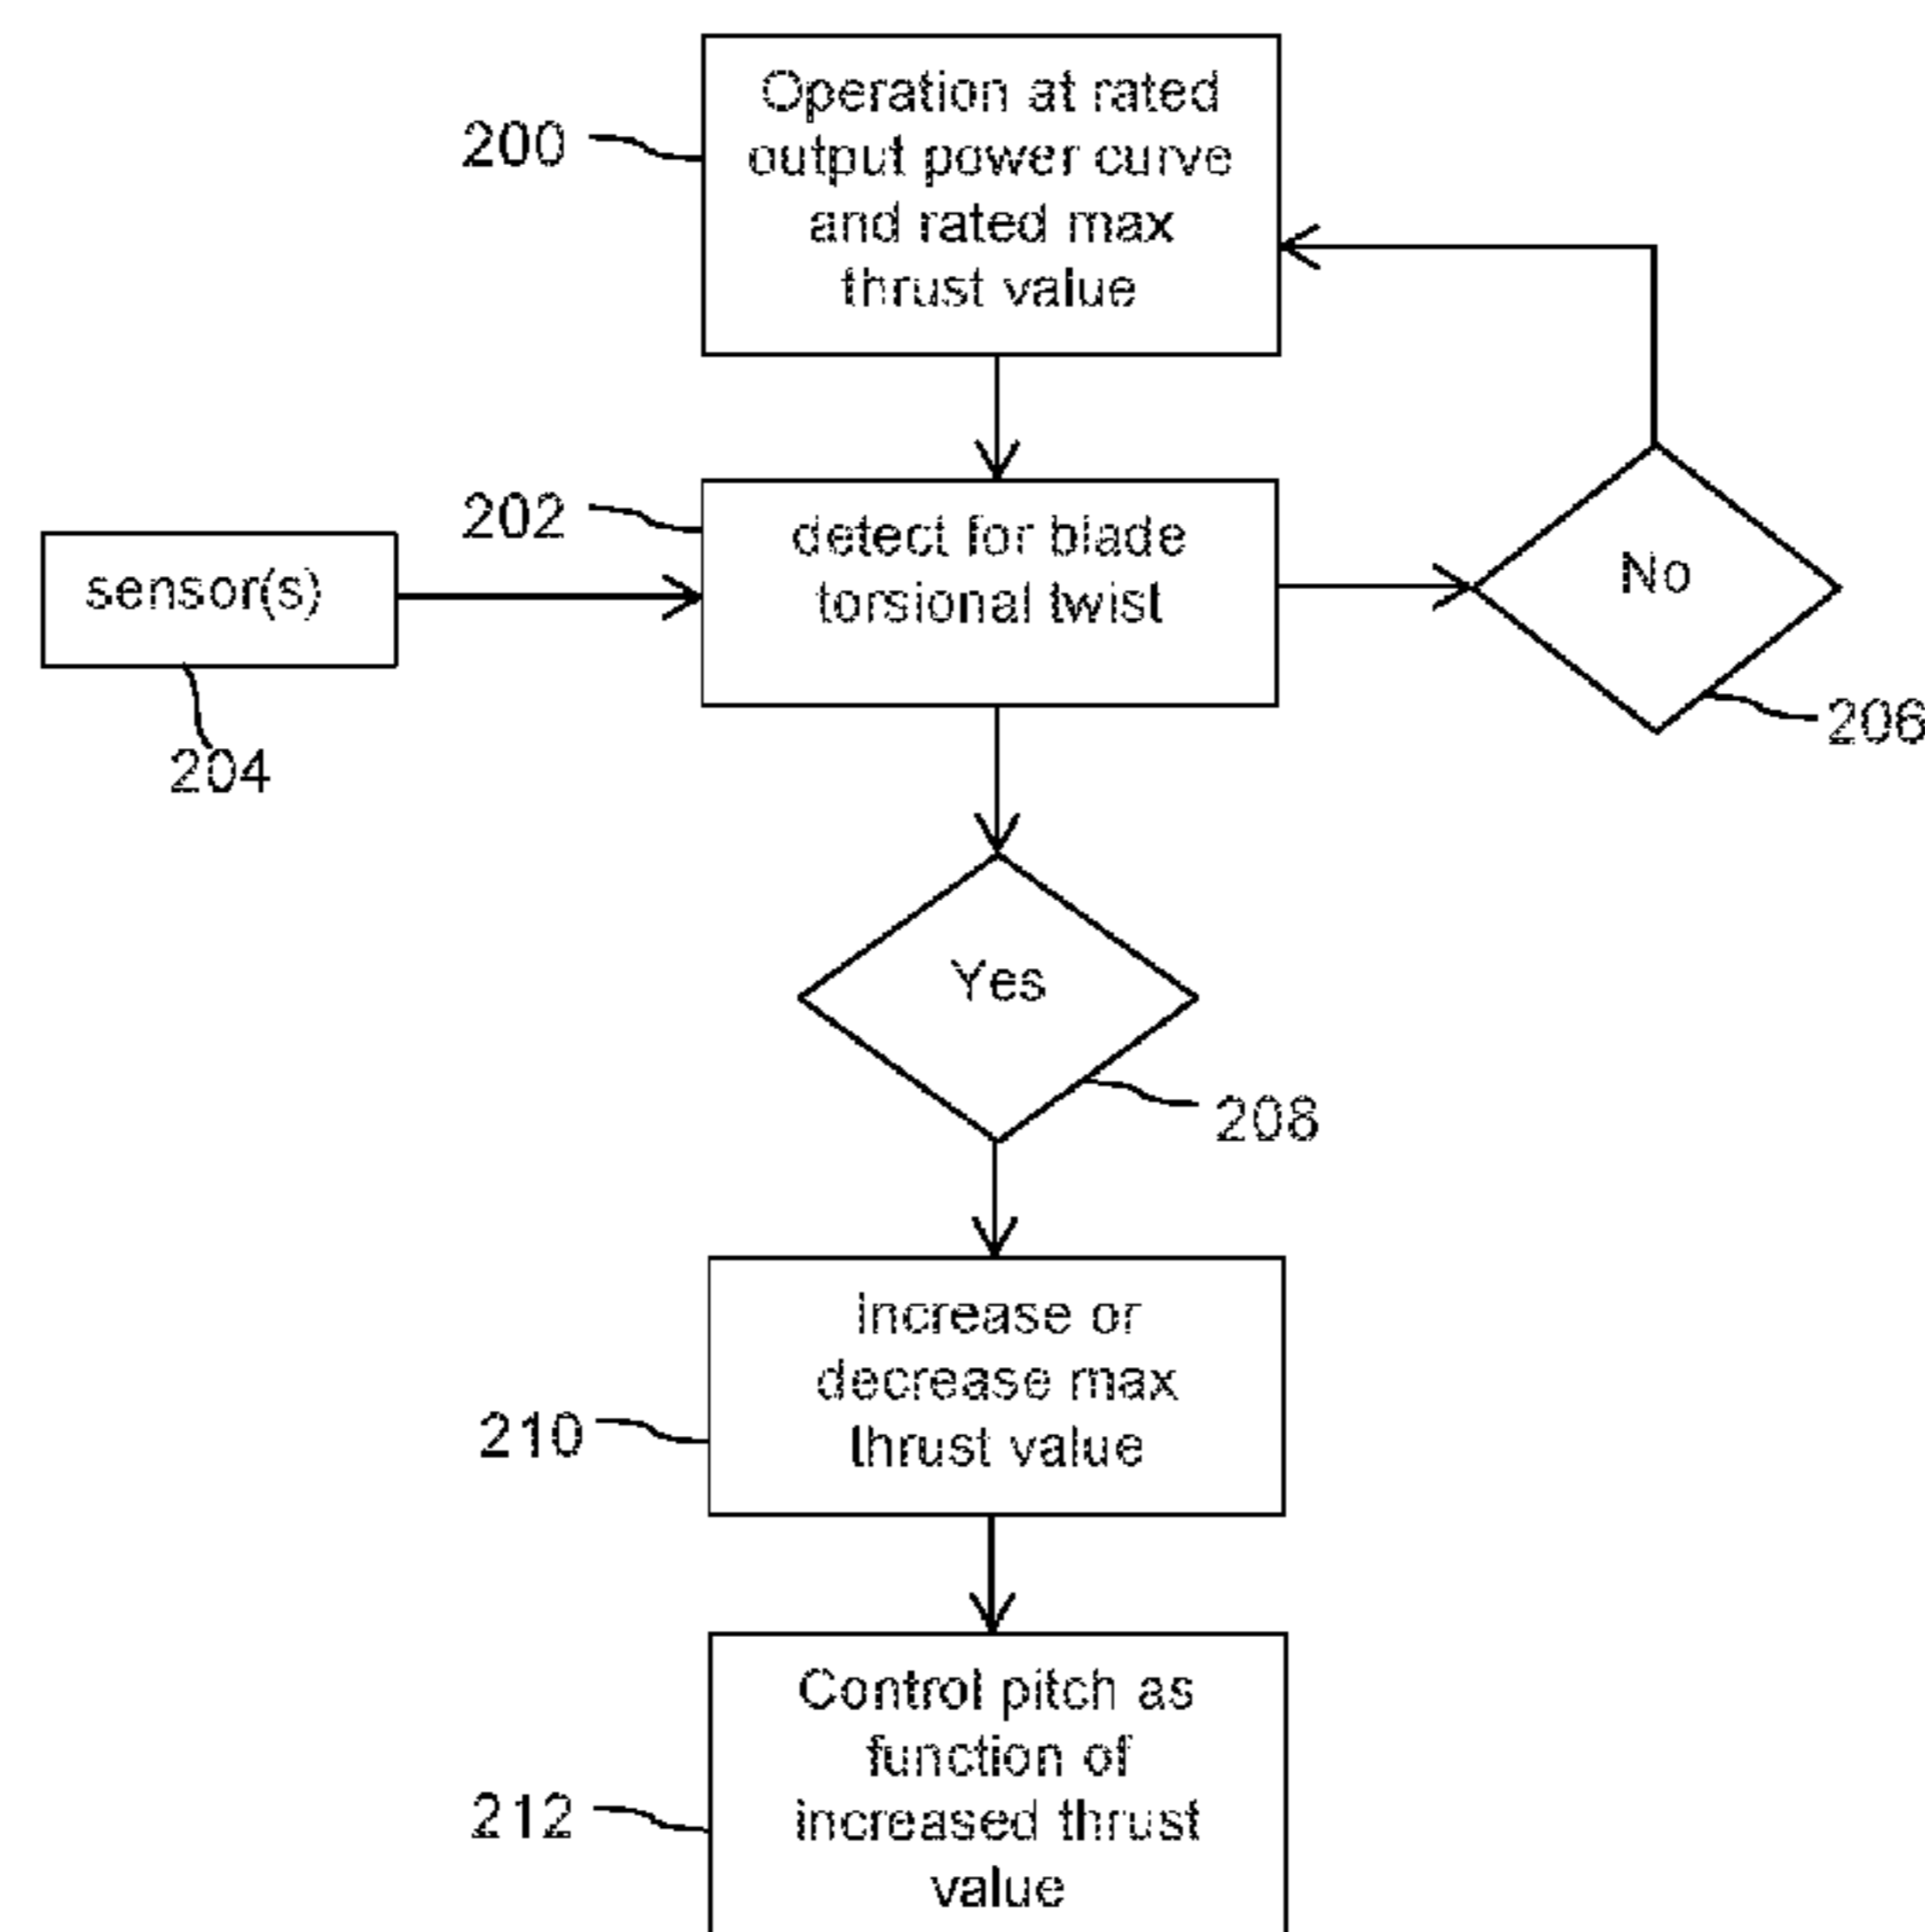 Operation at rated
output power curve
and rated max
thrust value
200
202
detect for blade
torsional twist
sensor(s)
204
No
206
Yes
208
increase or
decrease max
thrust value
210
Control pitch as
function of
increased thrust
value
212